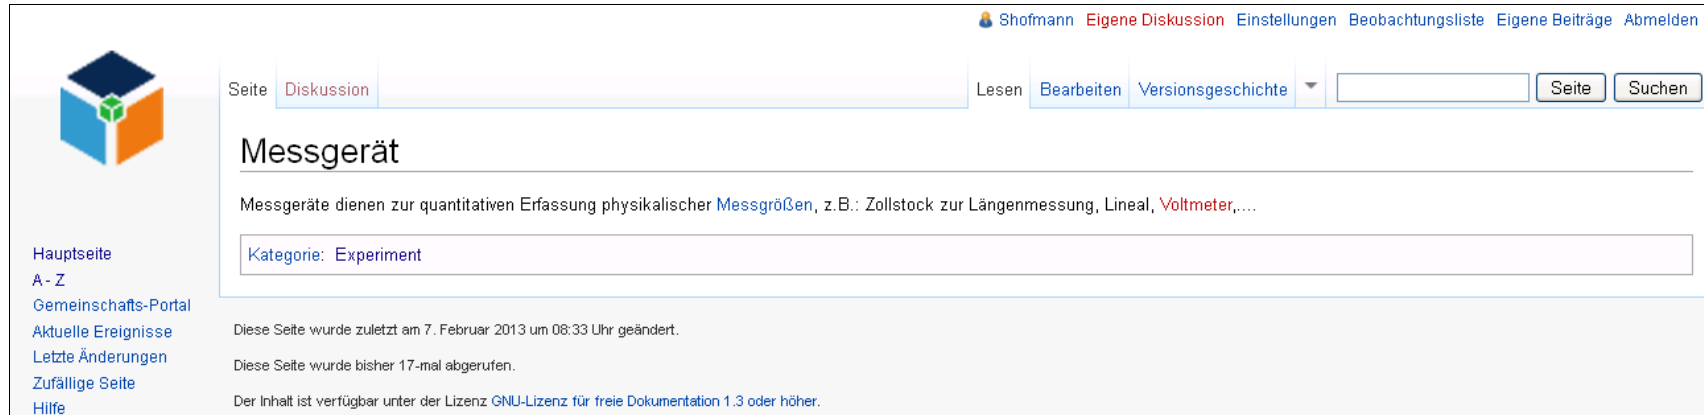 Shofmann Eigene Diskussion Einstellungen Beobachtungsliste Eigene Beiträge Abmelden
Seite Diskussion Lesen Bearbeiten Versionsgeschichte Seite Suchen
Messgerät
Messgeräte dienen zur quantitativen Erfassung physikalischer Messgrößen, z.B.: Zollstock zur Längenmessung, Lineal, Voltmeter,....
Kategorie: Experiment
Hauptseite
A - Z
Gemeinschafts-Portal
Aktuelle Ereignisse
Letzte Änderungen
Zufällige Seite
Hilfe
Diese Seite wurde zuletzt am 7. Februar 2013 um 08:33 Uhr geändert.
Diese Seite wurde bisher 17-mal abgerufen.
Der Inhalt ist verfügbar unter der Lizenz GNU-Lizenz für freie Dokumentation 1.3 oder höher.